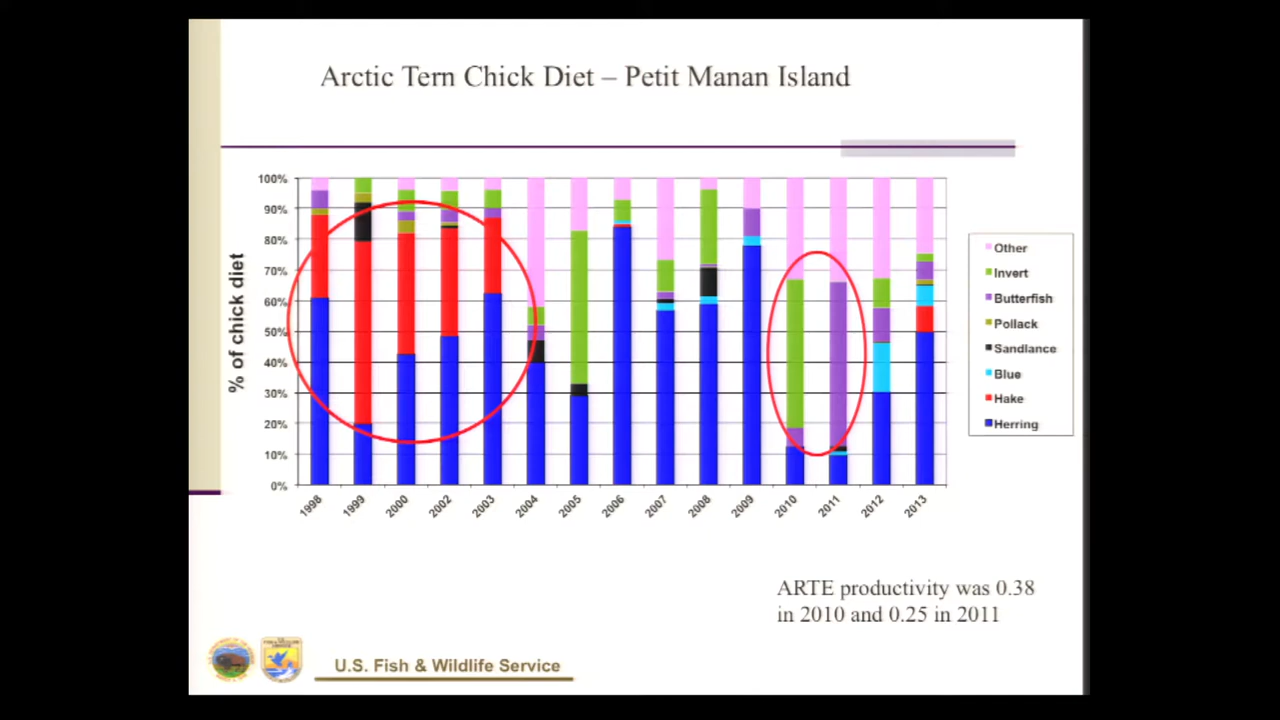 Arctic Tern Chick Diet – Petit Manan Island
% of chick diet
100%
90%
80%
70%
60%
50%
40%
30%
20%
10%
0%
1998
1999
2000
2002
2003
2004
2005
2006
2007
2008
2009
2010
2011
2012
2013
Other
Invert
Butterfish
Pollack
Sandlance
Blue
Hake
Herring
ARTE productivity was 0.38
in 2010 and 0.25 in 2011
U.S. Fish & Wildlife Service